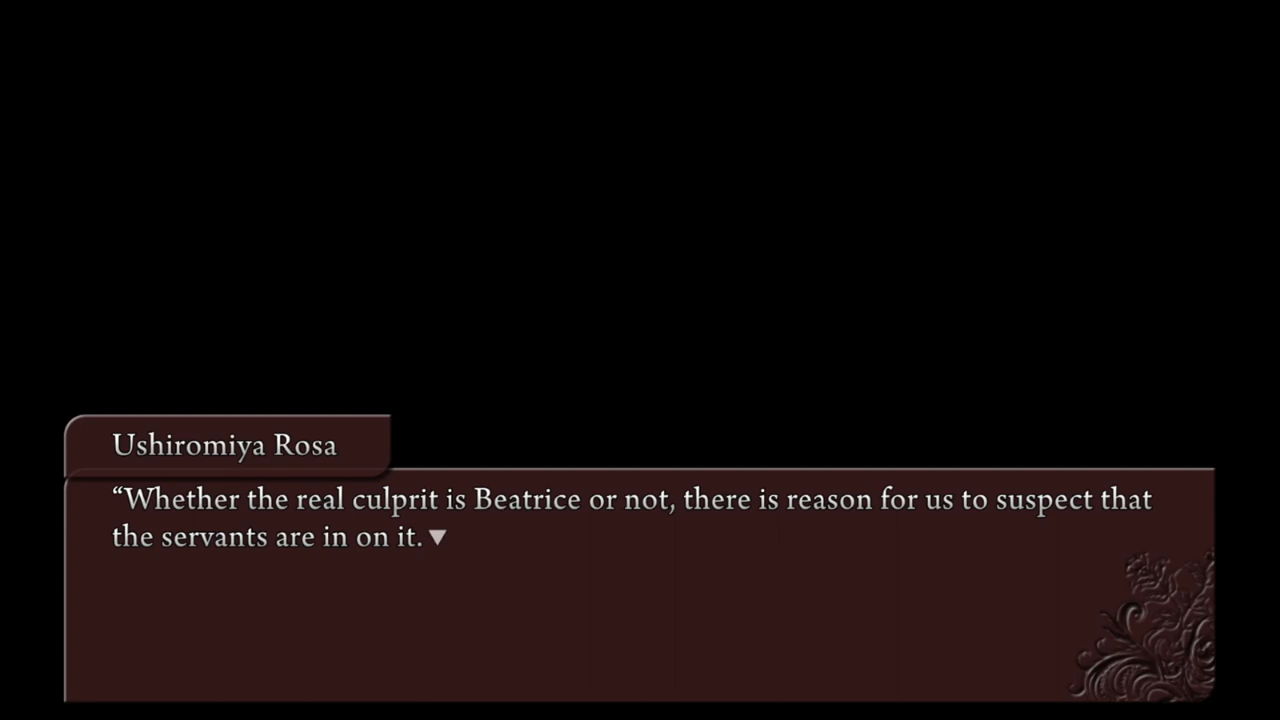 Ushiromiya Rosa
“Whether the real culprit is Beatrice or not, there is reason for us to suspect that
the servants are in on it.